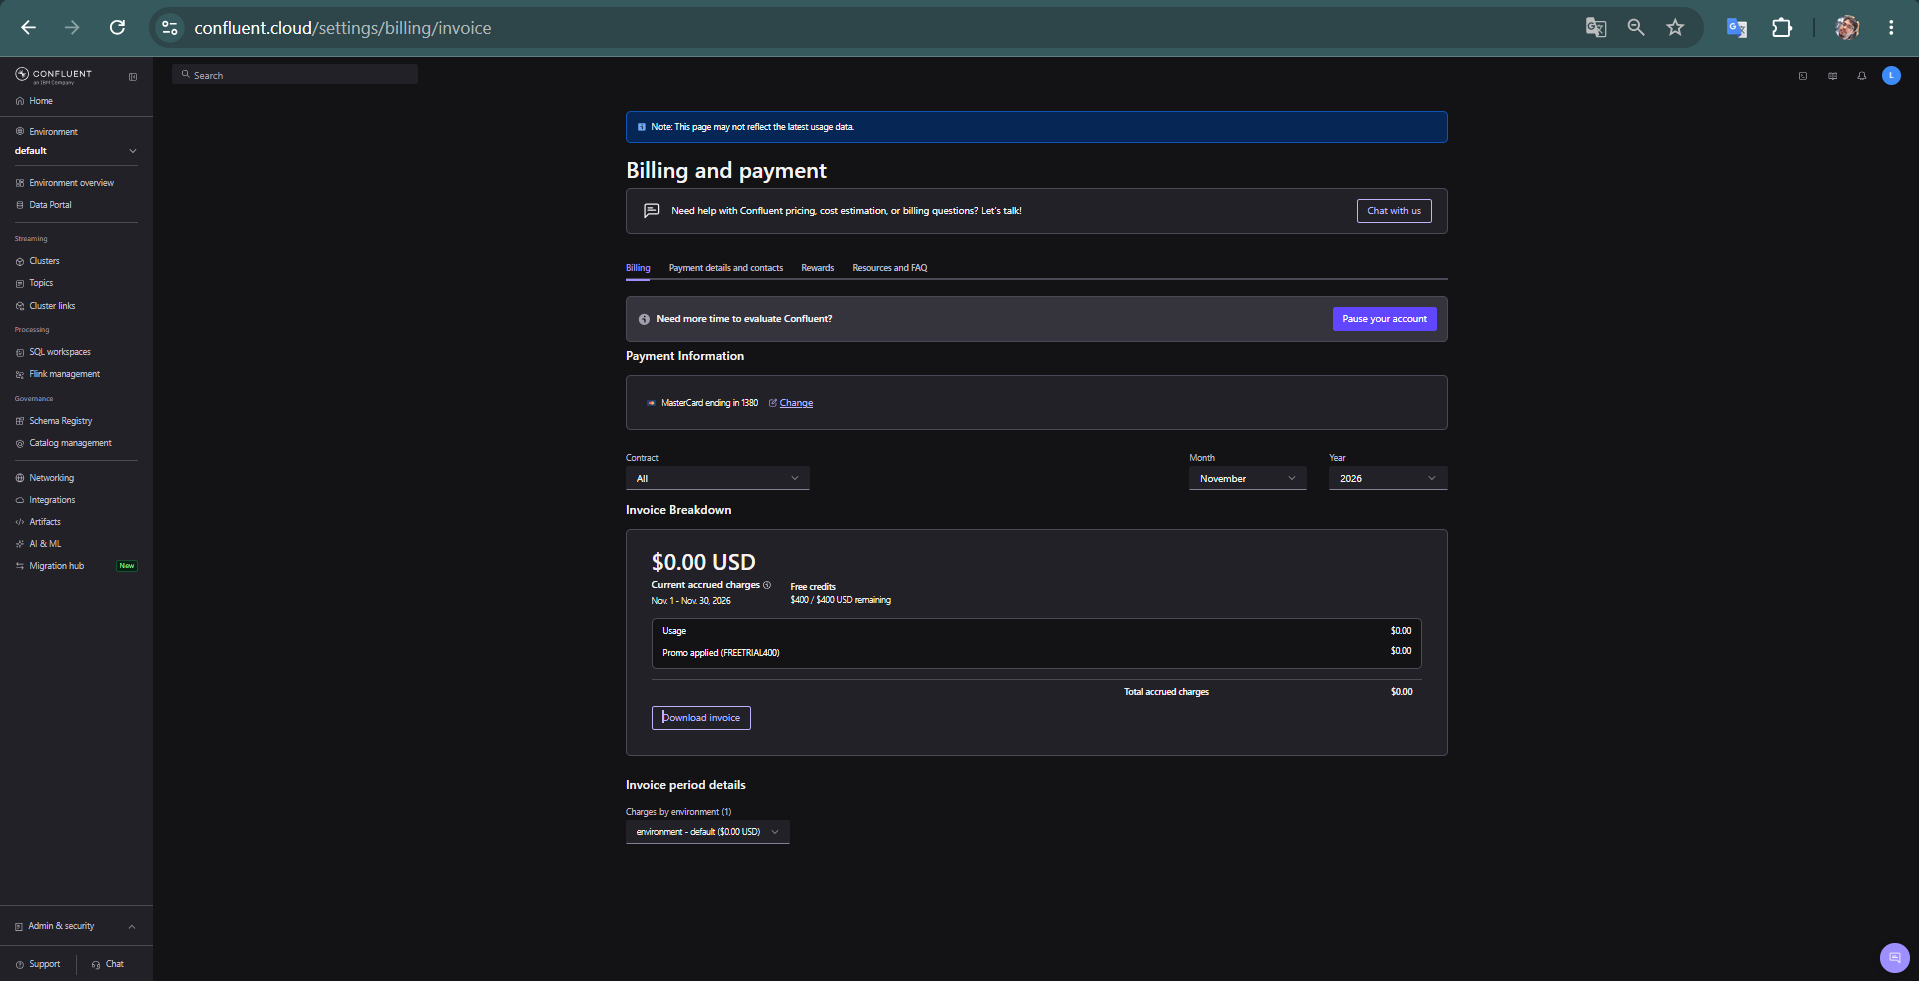 confluent.cloud/settings/billing/invoice
CONFLUENT
an IBM Company
Search
L
Home
Environment
default
Environment overview
Data Portal
Streaming
Clusters
Topics
Cluster links
Processing
SQL workspaces
Flink management
Governance
Schema Registry
Catalog management
Networking
Integrations
Artifacts
AI & ML
Migration hub New
Admin & security
Support Chat
Note: This page may not reflect the latest usage data.
Billing and payment
Need help with Confluent pricing, cost estimation, or billing questions? Let's talk!
Chat with us
Billing Payment details and contacts Rewards Resources and FAQ
Need more time to evaluate Confluent?
Pause your account
Payment Information
MasterCard ending in 1380 Change
Contract Month Year
All November 2026
Invoice Breakdown
$0.00 USD
Current accrued charges Free credits
Nov. 1 - Nov. 30, 2026 $400 / $400 USD remaining
Usage $0.00
Promo applied (FREETRIAL400) $0.00
Total accrued charges $0.00
Download invoice
Invoice period details
Charges by environment (1)
environment - default ($0.00 USD)